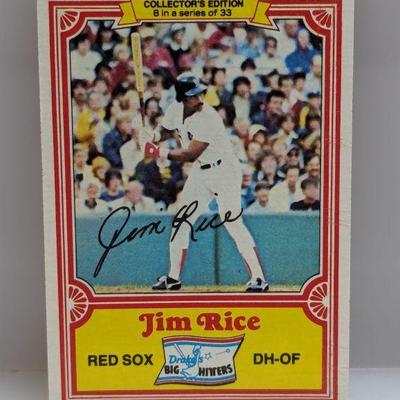 COLLECTOR'S EDITION
8 in a series of 33
Jim Rice
Jim Rice
RED SOX
Drake's
BIG HITTERS
DH-OF